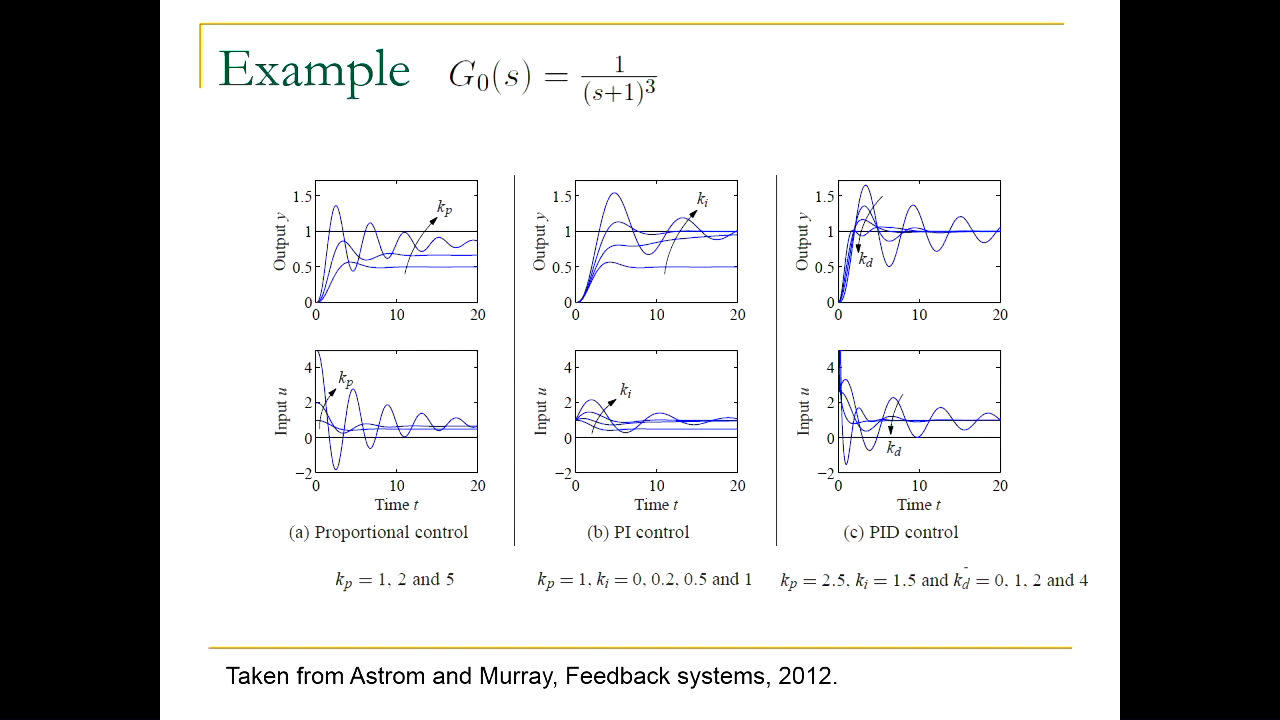 Example G₀(s) = 1/(s+1)³
1.5
1
0.5
0
Output y
kp
0 10 20
1.5
1
0.5
0
Output y
ki
0 10 20
1.5
1
0.5
0
Output y
kd
0 10 20
4
2
0
−2
Input u
kp
0 10 20
Time t
4
2
0
−2
Input u
ki
0 10 20
Time t
4
2
0
−2
Input u
kd
0 10 20
Time t
(a) Proportional control
(b) PI control
(c) PID control
kp = 1, 2 and 5
kp = 1, ki = 0, 0.2, 0.5 and 1
kp = 2.5, ki = 1.5 and kd = 0, 1, 2 and 4
Taken from Astrom and Murray, Feedback systems, 2012.